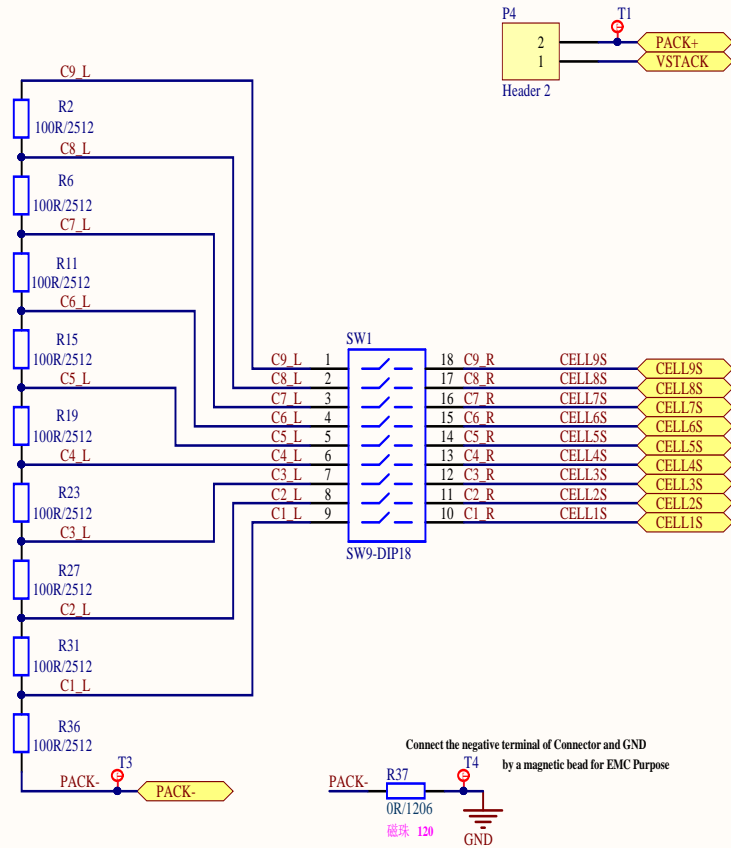 P4
T1
2
PACK+
1
VSTACK
Header 2
C9_L
R2
100R/2512
C8_L
R6
100R/2512
C7_L
R11
100R/2512
C6_L
R15
100R/2512
C5_L
R19
100R/2512
C4_L
R23
100R/2512
C3_L
R27
100R/2512
C2_L
R31
100R/2512
C1_L
R36
100R/2512
SW1
C9_L 1 18 C9_R CELL9S CELL9S
C8_L 2 17 C8_R CELL8S CELL8S
C7_L 3 16 C7_R CELL7S CELL7S
C6_L 4 15 C6_R CELL6S CELL6S
C5_L 5 14 C5_R CELL5S CELL5S
C4_L 6 13 C4_R CELL4S CELL4S
C3_L 7 12 C3_R CELL3S CELL3S
C2_L 8 11 C2_R CELL2S CELL2S
C1_L 9 10 C1_R CELL1S CELL1S
SW9-DIP18
T3
PACK- PACK-
Connect the negative terminal of Connector and GND
by a magnetic bead for EMC Purpose
PACK- R37 T4
0R/1206
磁珠 120
GND